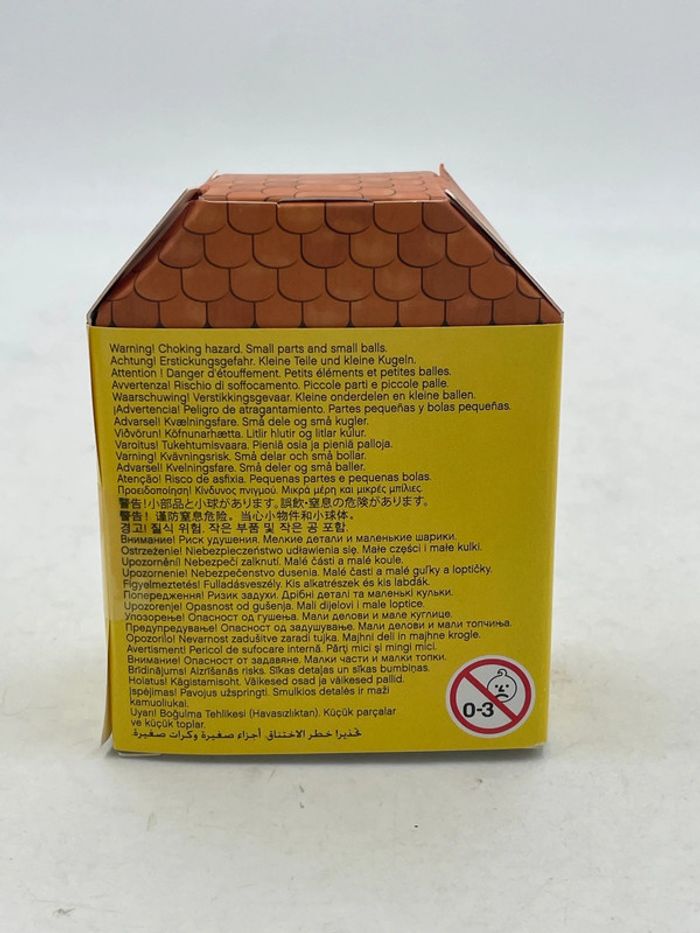 Warning! Choking hazard. Small parts and small balls.
Achtung! Erstickungsgefahr. Kleine Teile und kleine Kugeln.
Attention ! Danger d'étouffement. Petits éléments et petites balles.
Avvertenza! Rischio di soffocamento. Piccole parti e piccole palle.
Waarschuwing! Verstikkingsgevaar. Kleine onderdelen en kleine ballen.
¡Advertencia! Peligro de atragantamiento. Partes pequeñas y bolas pequeñas.
Advarsel! Kvælningsfare. Små dele og små kugler.
Viðvörun! Köfnunarhætta. Litlir hlutir og litlar kúlur.
Varoitus! Tukehtumisvaara. Pieniä osia ja pieniä palloja.
Varning! Kvävningsrisk. Små delar och små bollar.
Advarsel! Kvelningsfare. Små deler og små baller.
Atenção! Risco de asfixia. Pequenas partes e pequenas bolas.
Προειδοποίηση! Κίνδυνος πνιγμού. Μικρά μέρη και μικρές μπίλιες.
警告!小部品と小球があります。誤飲・窒息の危険があります。
警告！谨防窒息危险。当心小物件和小球体。
경고! 질식 위험. 작은 부품 및 작은 공 포함.
Внимание! Риск удушения. Мелкие детали и маленькие шарики.
Ostrzeżenie! Niebezpieczeństwo udławienia się. Małe części i małe kulki.
Upozornění! Nebezpečí zalknutí. Malé části a malé koule.
Upozornenie! Nebezpečenstvo dusenia. Malé časti a malé guľky a loptičky.
Figyelmeztetés! Fulladásveszély. Kis alkatrészek és kis labdák.
Попередження! Ризик задухи. Дрібні деталі та маленькі кульки.
Upozorenje! Opasnost od gušenja. Mali dijelovi i male loptice.
Упозорење! Опасност од гушења. Мали делови и мале куглице.
Предупредување! Опасност од задушување. Мали делови и мали топчиња.
Opozorilo! Nevarnost zadušitve zaradi tujka. Majhni deli in majhne krogle.
Avertisment! Pericol de sufocare internă. Părţi mici şi mingi mici.
Внимание! Опасност от задавяне. Малки части и малки топки.
Brīdinājums! Aizrīšanās risks. Sīkas detaļas un sīkas bumbiņas.
Hoiatus! Kägistamisoht. Väikesed osad ja väikesed pallid.
Įspėjimas! Pavojus užspringti. Smulkios detalės ir maži
kamuoliukai.
Uyarı! Boğulma Tehlikesi (Havasızlıktan). Küçük parçalar
ve küçük toplar.
تحذير! خطر الاختناق. أجزاء صغيرة وكرات صغيرة.
0-3